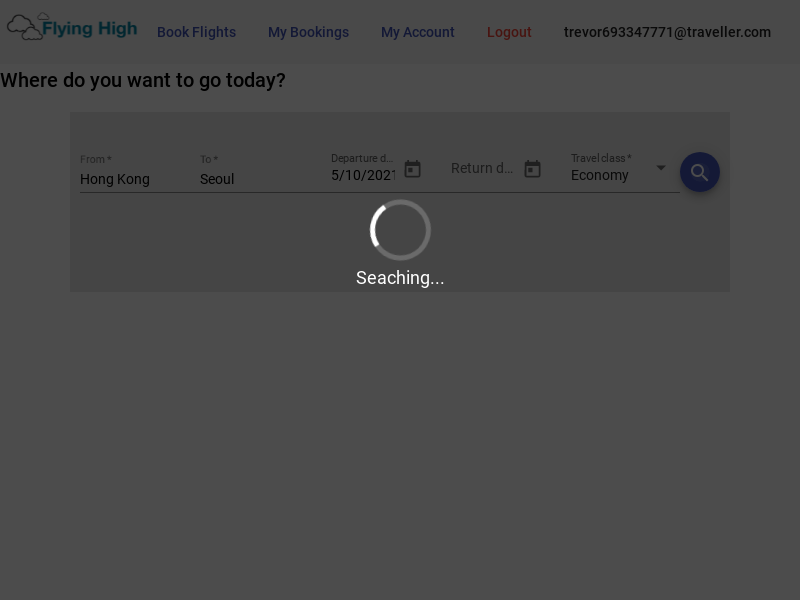 Flying High
Book Flights
My Bookings
My Account
Logout
trevor693347771@traveller.com
Where do you want to go today?
From *
Hong Kong
To *
Seoul
Departure d...
5/10/2021
Return d...
Travel class *
Economy
Seaching...